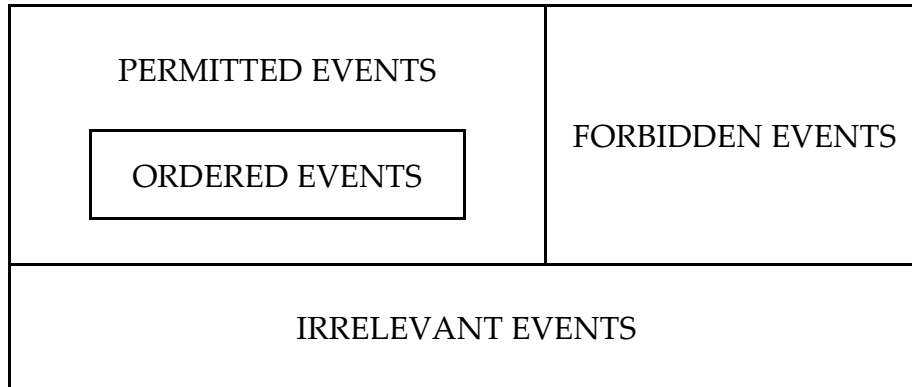 PERMITTED EVENTS
ORDERED EVENTS
FORBIDDEN EVENTS
IRRELEVANT EVENTS